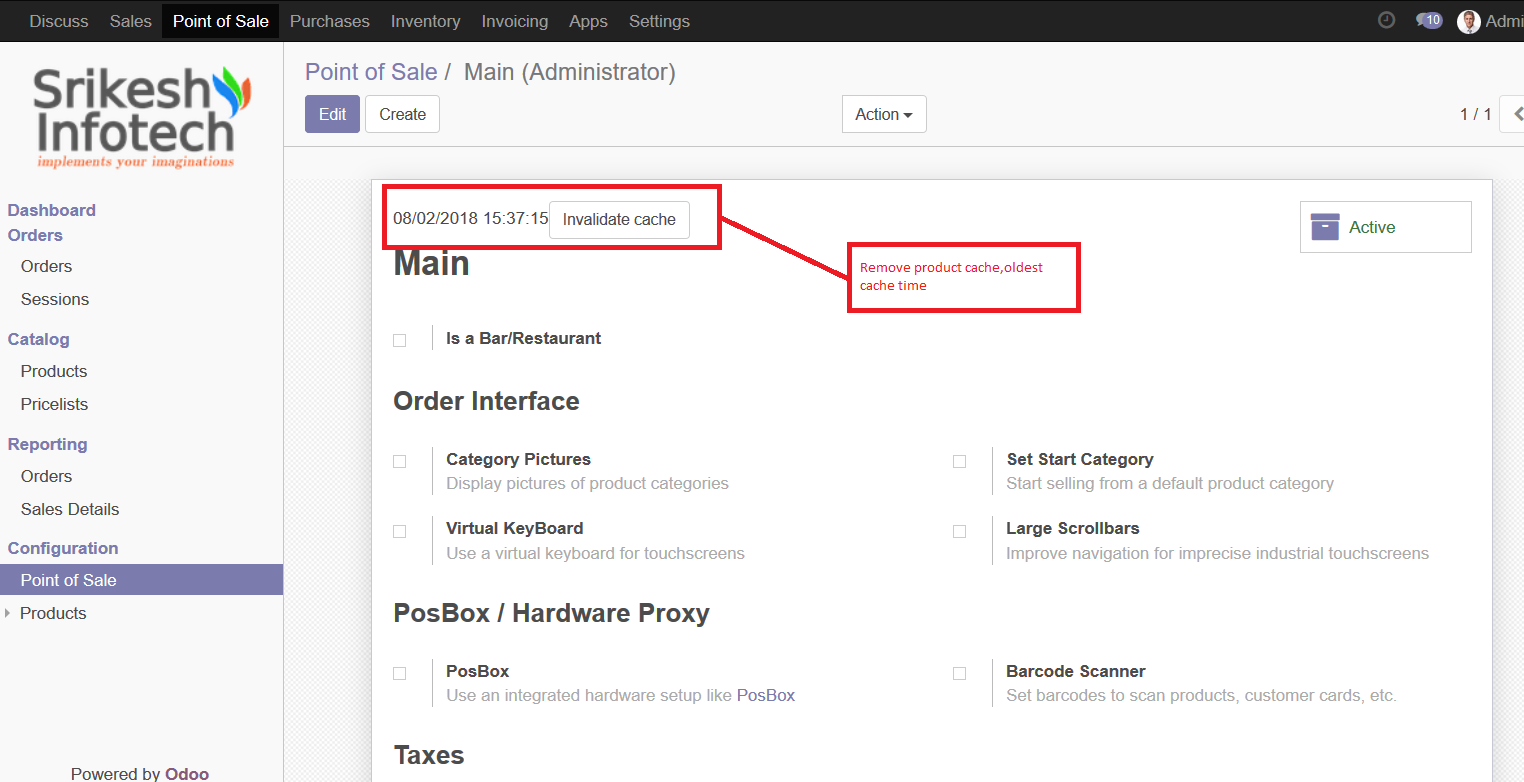 Discuss Sales Point of Sale Purchases Inventory Invoicing Apps Settings 10 Admi
Srikesh
Infotech
implements your imaginations
Point of Sale / Main (Administrator)
Edit Create Action 1 / 1
Dashboard
Orders
Orders
Sessions
Catalog
Products
Pricelists
Reporting
Orders
Sales Details
Configuration
Point of Sale
Products
Powered by Odoo
08/02/2018 15:37:15 Invalidate cache
Active
Remove product cache,oldest
cache time
Main
Is a Bar/Restaurant
Order Interface
Category Pictures
Display pictures of product categories
Set Start Category
Start selling from a default product category
Virtual KeyBoard
Use a virtual keyboard for touchscreens
Large Scrollbars
Improve navigation for imprecise industrial touchscreens
PosBox / Hardware Proxy
PosBox
Use an integrated hardware setup like PosBox
Barcode Scanner
Set barcodes to scan products, customer cards, etc.
Taxes